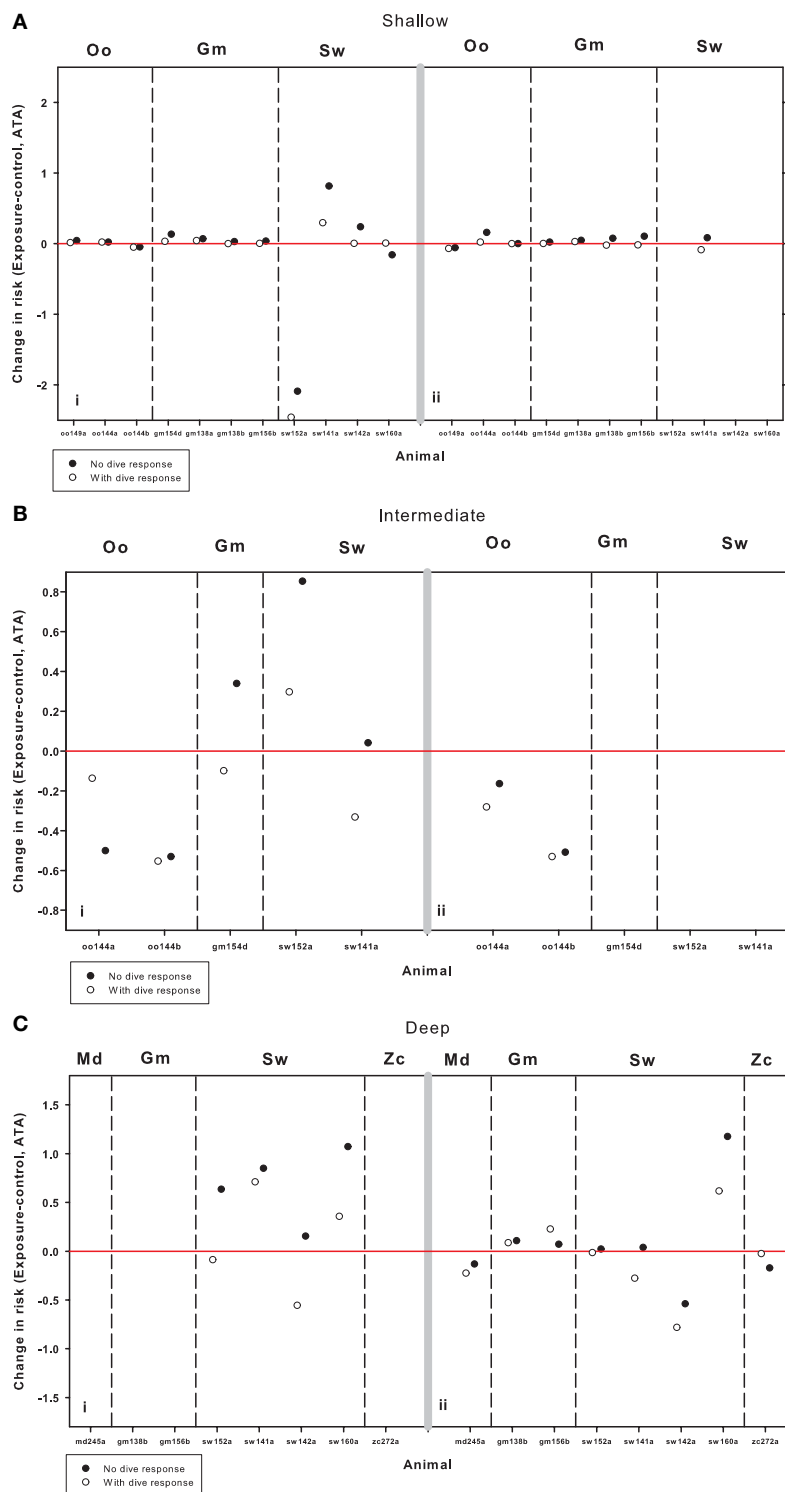 A
Shallow
Oo Gm Sw Oo Gm Sw
Change in risk (Exposure-control, ATA)
2
1
0
-1
-2
i ii
oo149a oo144a oo144b gm154d gm138a gm138b gm156b sw152a sw141a sw142a sw160a oo149a oo144a oo144b gm154d gm138a gm138b gm156b sw152a sw141a sw142a sw160a
Animal
No dive response
With dive response
B
Intermediate
Oo Gm Sw Oo Gm Sw
Change in risk (Exposure-control, ATA)
0.8
0.6
0.4
0.2
0.0
-0.2
-0.4
-0.6
-0.8
i ii
oo144a oo144b gm154d sw152a sw141a oo144a oo144b gm154d sw152a sw141a
Animal
No dive response
With dive response
C
Deep
Md Gm Sw Zc Md Gm Sw Zc
Change in risk (Exposure-control, ATA)
1.5
1.0
0.5
0.0
-0.5
-1.0
-1.5
i ii
md245a gm138b gm156b sw152a sw141a sw142a sw160a zc272a md245a gm138b gm156b sw152a sw141a sw142a sw160a zc272a
Animal
No dive response
With dive response